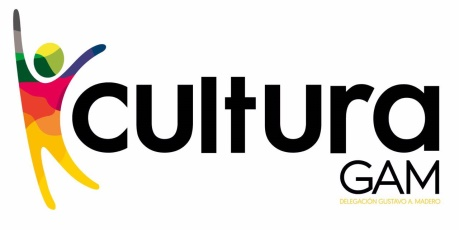 cultura
GAM
DELEGACIÓN GUSTAVO A. MADERO